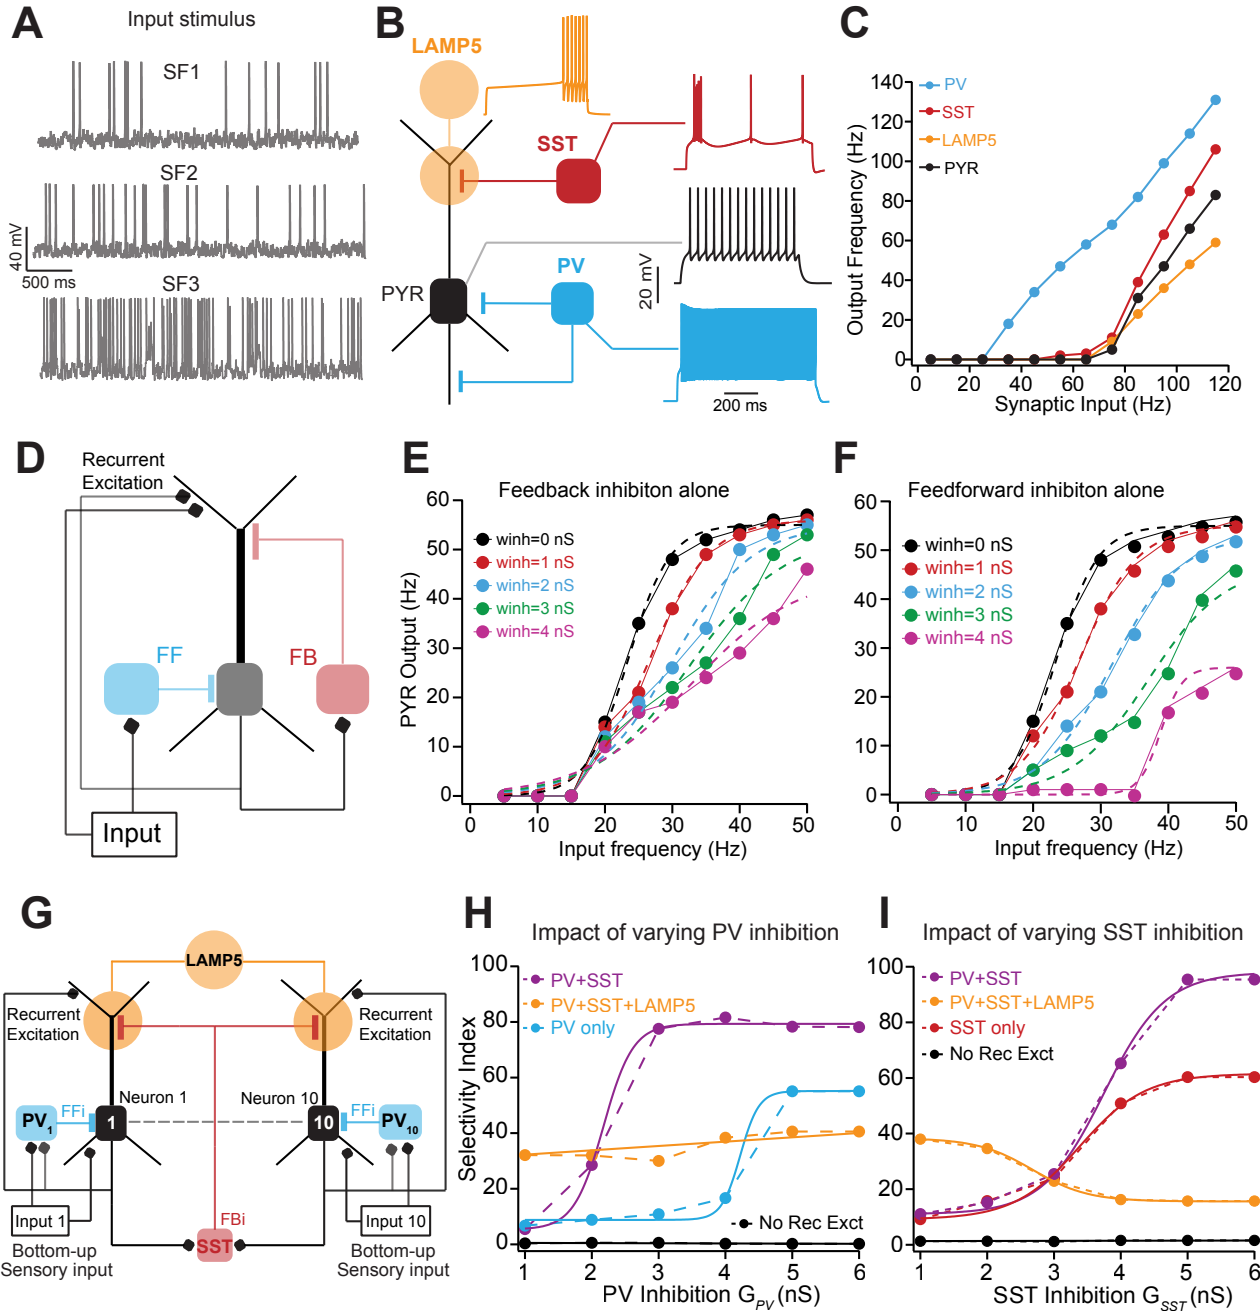 A
Input stimulus
SF1
SF2
SF3
40 mV
500 ms
B
LAMP5
SST
PYR
PV
20 mV
200 ms
C
Output Frequency (Hz)
140
120
100
80
60
40
20
0
PV
SST
LAMP5
PYR
0 20 40 60 80 100 120
Synaptic Input (Hz)
D
Recurrent
Excitation
FF
FB
Input
E
Feedback inhibiton alone
PYR Output (Hz)
60
50
40
30
20
10
0
winh=0 nS
winh=1 nS
winh=2 nS
winh=3 nS
winh=4 nS
0 10 20 30 40 50
Input frequency (Hz)
F
Feedforward inhibiton alone
60
50
40
30
20
10
0
winh=0 nS
winh=1 nS
winh=2 nS
winh=3 nS
winh=4 nS
0 10 20 30 40 50
Input frequency (Hz)
G
LAMP5
Recurrent
Excitation
Recurrent
Excitation
Neuron 1
Neuron 10
PV1
FFi
1
10
FFi
PV10
Input 1
Input 10
FBi
SST
Bottom-up
Sensory input
Bottom-up
Sensory input
H
Impact of varying PV inhibition
Selectivity Index
100
80
60
40
20
0
PV+SST
PV+SST+LAMP5
PV only
No Rec Exct
1 2 3 4 5 6
PV Inhibition GPV (nS)
I
Impact of varying SST inhibition
100
80
60
40
20
0
PV+SST
PV+SST+LAMP5
SST only
No Rec Exct
1 2 3 4 5 6
SST Inhibition GSST (nS)